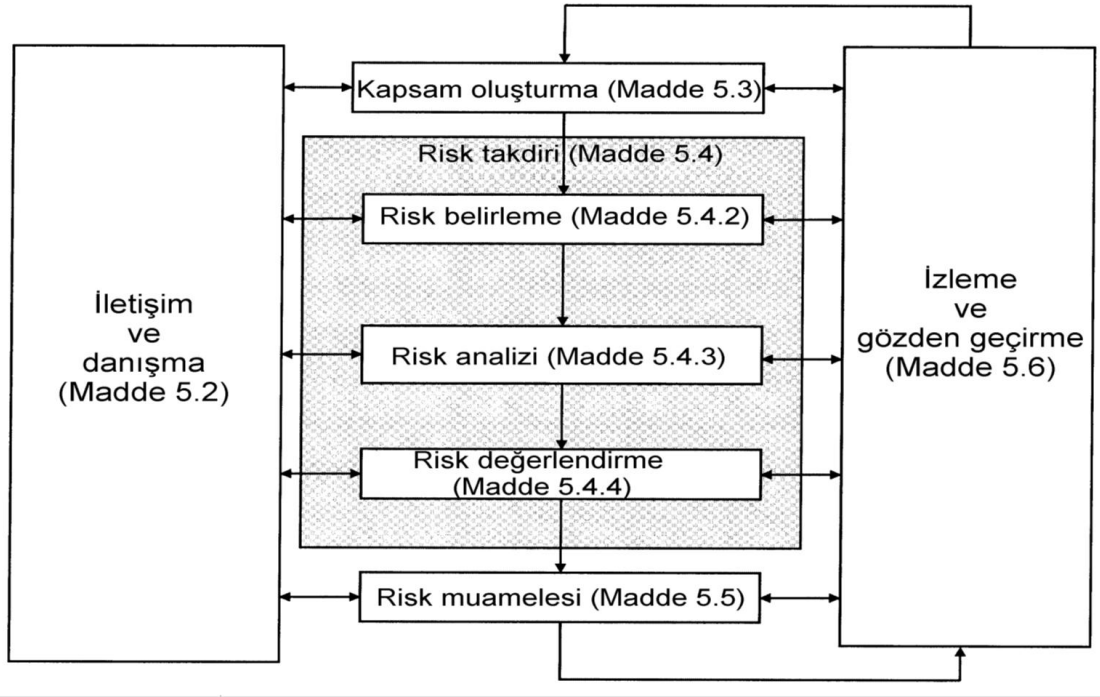 Kapsam oluşturma (Madde 5.3)
Risk takdiri (Madde 5.4)
Risk belirleme (Madde 5.4.2)
Risk analizi (Madde 5.4.3)
Risk değerlendirme
(Madde 5.4.4)
Risk muamelesi (Madde 5.5)
İletişim
ve
danışma
(Madde 5.2)
İzleme
ve
gözden geçirme
(Madde 5.6)